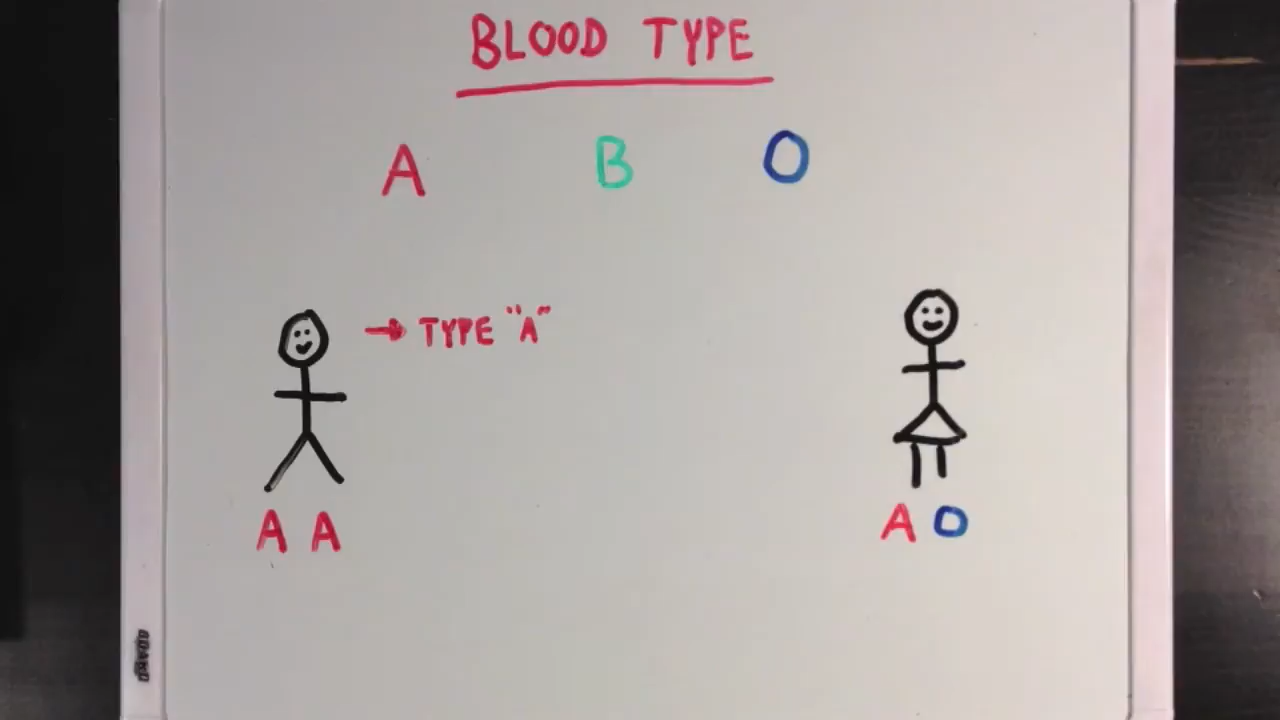 BLOOD TYPE
A B O
→ TYPE "A"
A A
A O